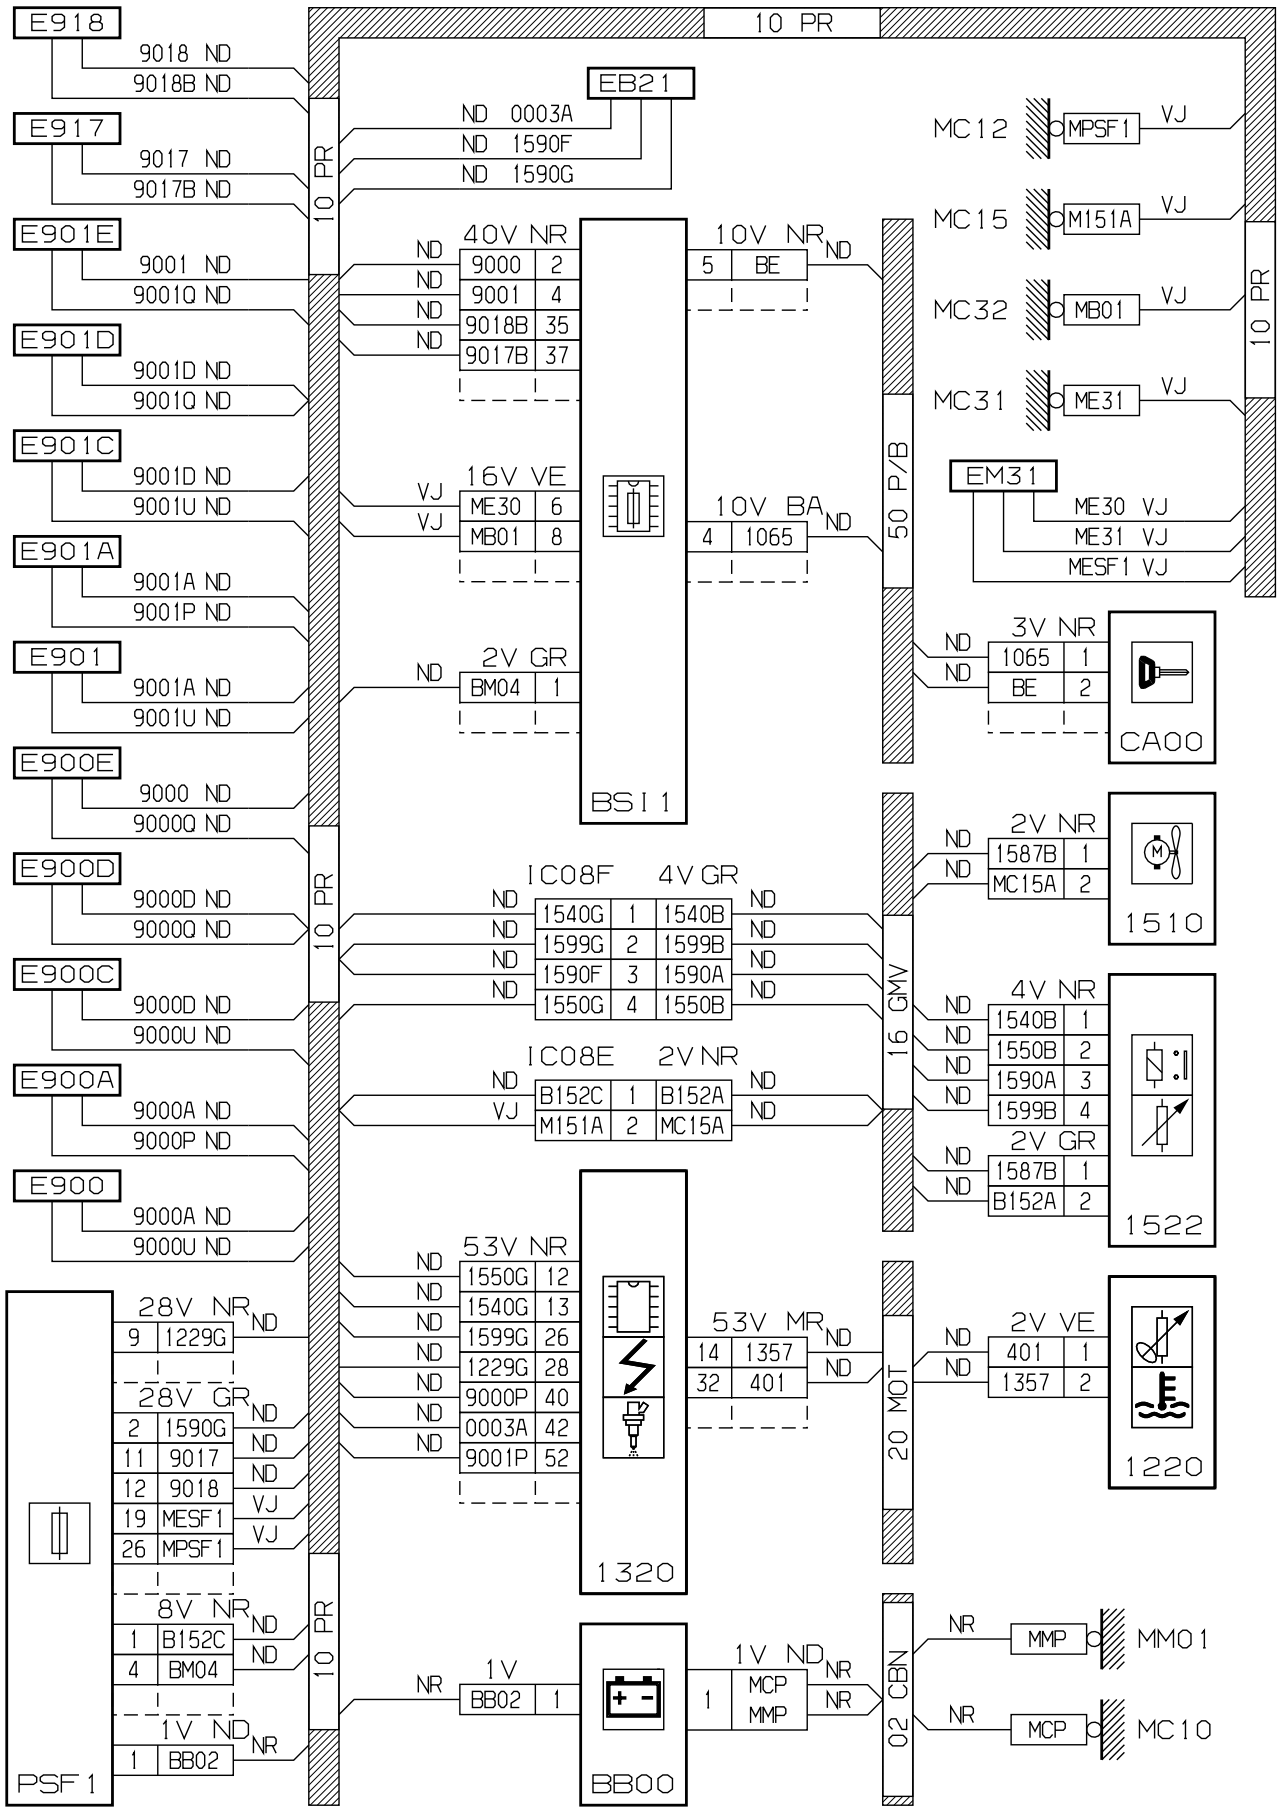 10 PR
E918
9018 ND
9018B ND
E917
9017 ND
9017B ND
E901E
9001 ND
9001Q ND
E901D
9001D ND
9001Q ND
E901C
9001D ND
9001U ND
E901A
9001A ND
9001P ND
E901
9001A ND
9001U ND
E900E
9000 ND
9000Q ND
E900D
9000D ND
9000Q ND
E900C
9000D ND
9000U ND
E900A
9000A ND
9000P ND
E900
9000A ND
9000U ND
28V NR
9 1229G ND
28V GR
2 1590G ND
11 9017 ND
12 9018 ND
19 MESF1 VJ
26 MPSF1 VJ
8V NR
1 B152C ND
4 BM04 ND
1V ND
1 BB02 NR
PSF1
10 PR
10 PR
10 PR
EB21
ND 0003A
ND 1590F
ND 1590G
40V NR
ND 9000 2
ND 9001 4
ND 9018B 35
ND 9017B 37
16V VE
VJ ME30 6
VJ MB01 8
2V GR
ND BM04 1
10V NR
5 BE ND
10V BA
4 1065 ND
BSI1
IC08F 4V GR
ND 1540G 1 1540B ND
ND 1599G 2 1599B ND
ND 1590F 3 1590A ND
ND 1550G 4 1550B ND
IC08E 2V NR
ND B152C 1 B152A ND
VJ M151A 2 MC15A ND
53V NR
ND 1550G 12
ND 1540G 13
ND 1599G 26
ND 1229G 28
ND 9000P 40
ND 0003A 42
ND 9001P 52
53V MR
14 1357 ND
32 401 ND
1320
1V
NR BB02 1
1V ND
1 MCP NR
MMP NR
BB00
50 P/B
16 GMV
20 MOT
02 CBN
MC12 MPSF1 VJ
MC15 M151A VJ
MC32 MB01 VJ
MC31 ME31 VJ
10 PR
EM31
ME30 VJ
ME31 VJ
MESF1 VJ
3V NR
ND 1065 1
ND BE 2
CA00
2V NR
ND 1587B 1
ND MC15A 2
M
1510
4V NR
ND 1540B 1
ND 1550B 2
ND 1590A 3
ND 1599B 4
2V GR
ND 1587B 1
ND B152A 2
1522
2V VE
ND 401 1
ND 1357 2
1220
NR MMP MM01
NR MCP MC10